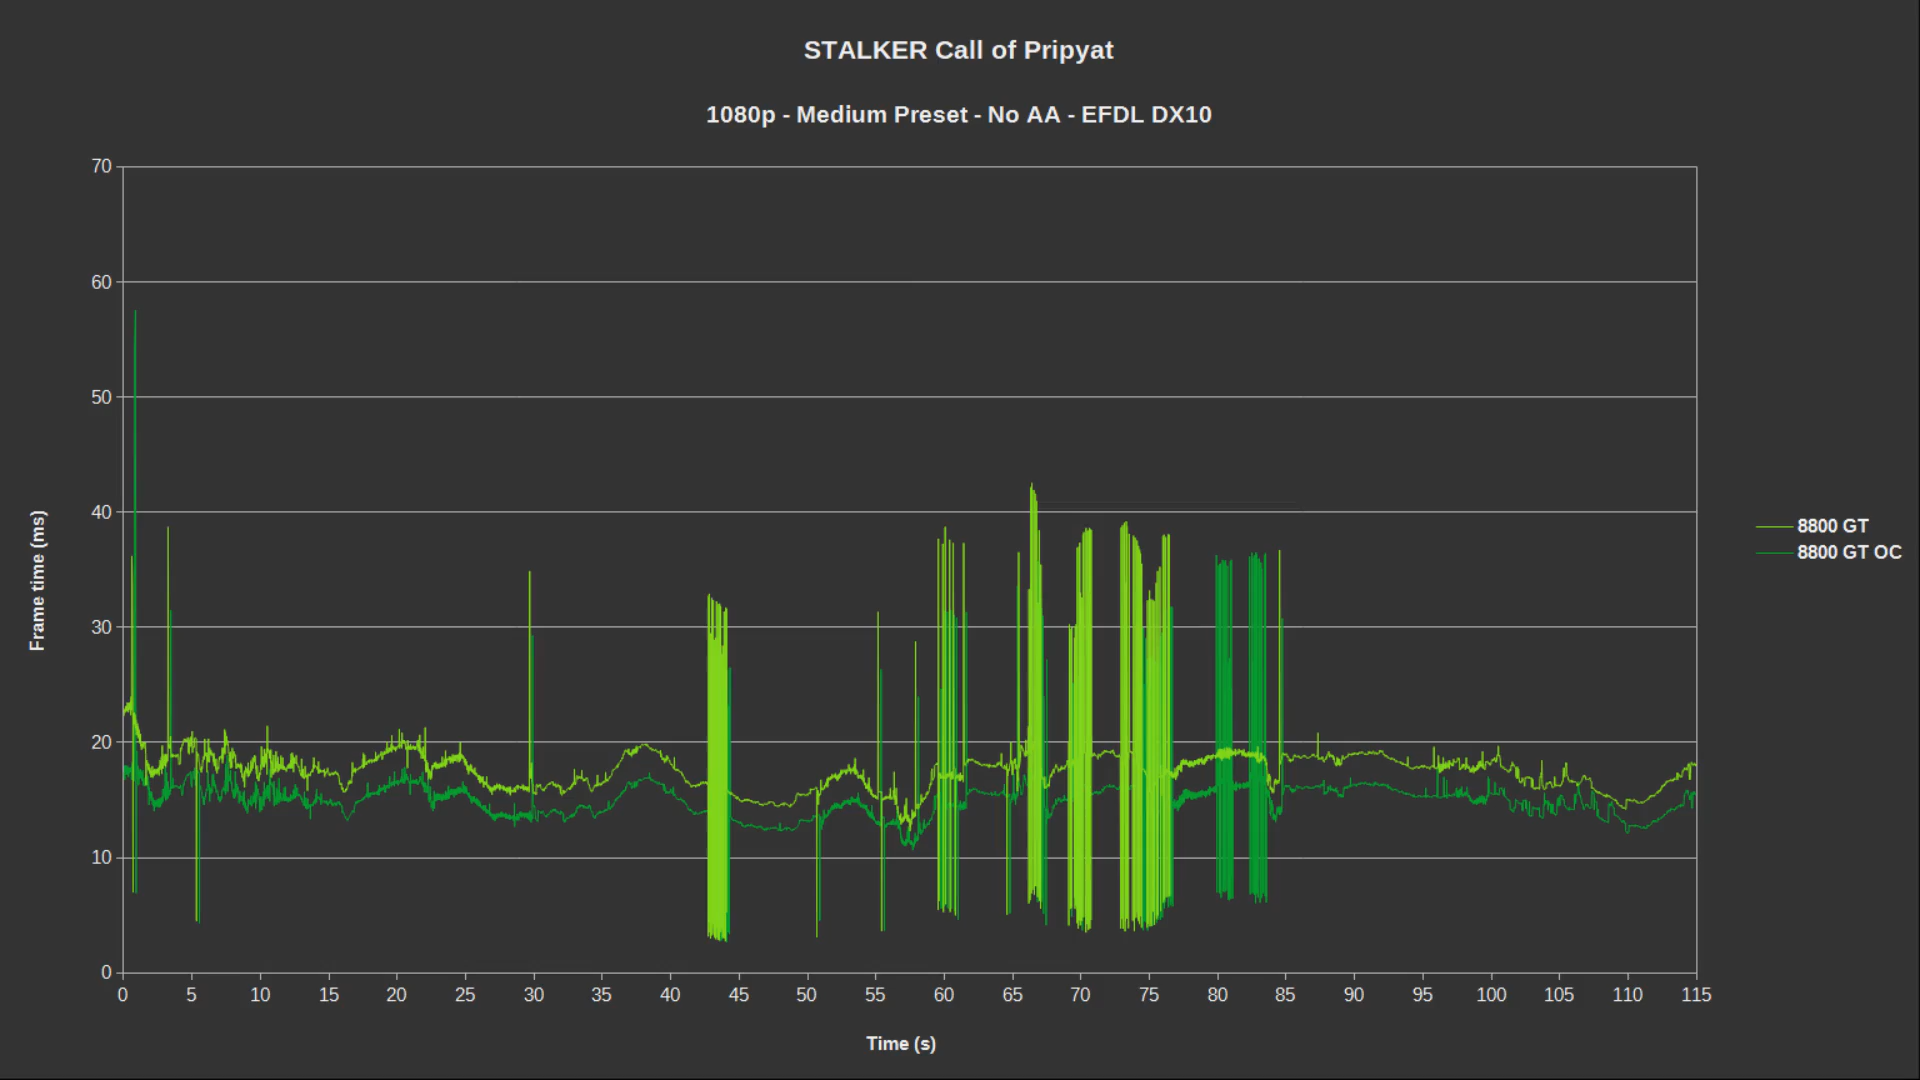 STALKER Call of Pripyat
1080p - Medium Preset - No AA - EFDL DX10
70
60
50
40
30
20
10
0
Frame time (ms)
0 5 10 15 20 25 30 35 40 45 50 55 60 65 70 75 80 85 90 95 100 105 110 115
Time (s)
8800 GT
8800 GT OC